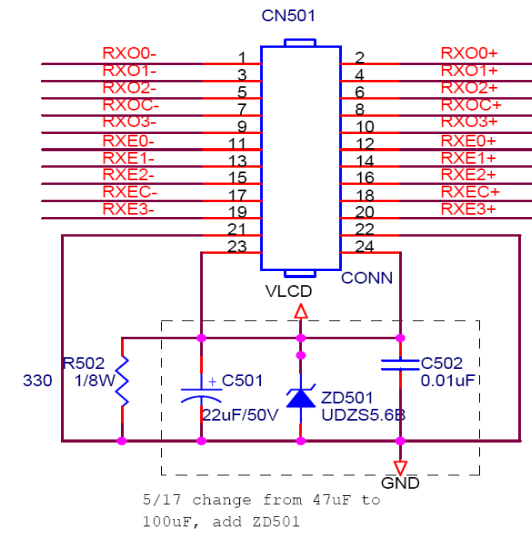 CN501
RXO0- 1 2 RXO0+
RXO1- 3 4 RXO1+
RXO2- 5 6 RXO2+
RXOC- 7 8 RXOC+
RXO3- 9 10 RXO3+
RXE0- 11 12 RXE0+
RXE1- 13 14 RXE1+
RXE2- 15 16 RXE2+
RXEC- 17 18 RXEC+
RXE3- 19 20 RXE3+
21 22
23 24
CONN
VLCD
R502
330 1/8W
+ C501
22uF/50V
ZD501
UDZS5.6B
C502
0.01uF
GND
5/17 change from 47uF to
100uF, add ZD501